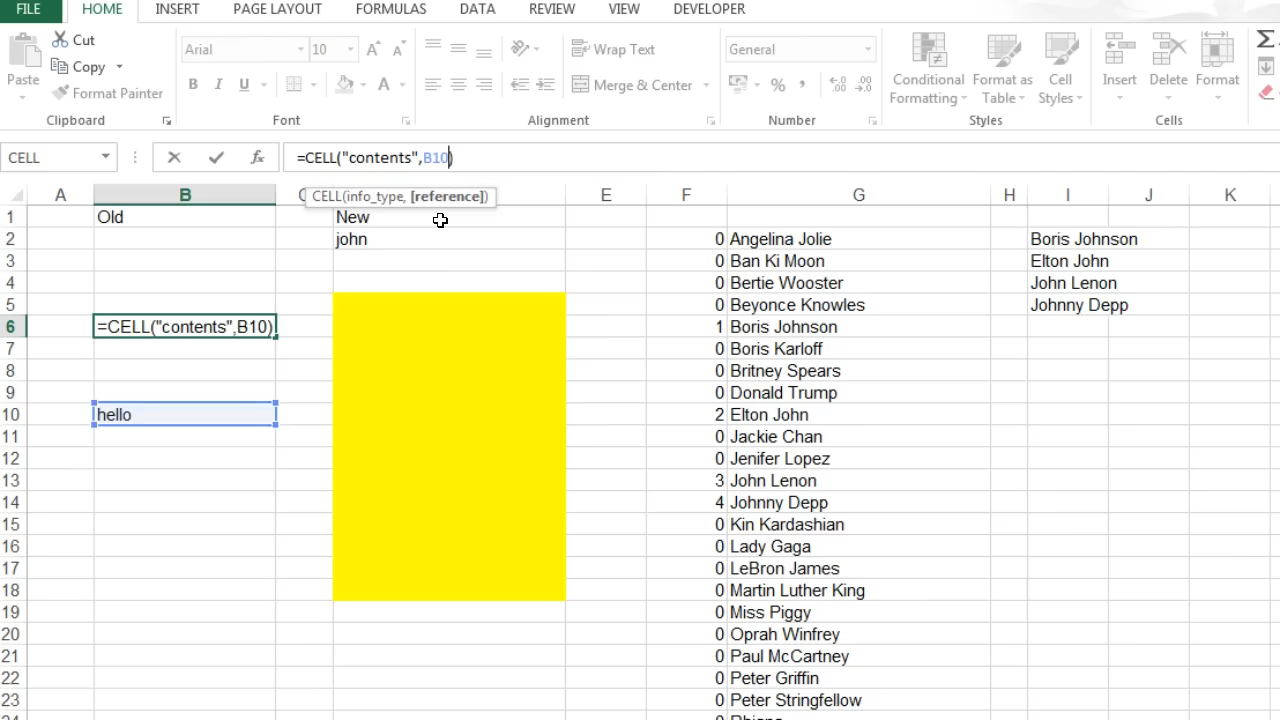 FILE HOME INSERT PAGE LAYOUT FORMULAS DATA REVIEW VIEW DEVELOPER
Cut
Copy
Format Painter
Paste
Clipboard
Arial 10
B I U A
Font
Wrap Text
Merge & Center
Alignment
General
% ,
Number
Conditional Formatting
Format as Table
Cell Styles
Styles
Insert Delete Format
Cells
CELL =CELL("contents",B10)
CELL(info_type, [reference])
A B C E F G H I J K
1 Old New
2 john 0 Angelina Jolie Boris Johnson
3 0 Ban Ki Moon Elton John
4 0 Bertie Wooster John Lenon
5 0 Beyonce Knowles Johnny Depp
6 =CELL("contents",B10) 1 Boris Johnson
7 0 Boris Karloff
8 0 Britney Spears
9 0 Donald Trump
10 hello 2 Elton John
11 0 Jackie Chan
12 0 Jenifer Lopez
13 3 John Lenon
14 4 Johnny Depp
15 0 Kin Kardashian
16 0 Lady Gaga
17 0 LeBron James
18 0 Martin Luther King
19 0 Miss Piggy
20 0 Oprah Winfrey
21 0 Paul McCartney
22 0 Peter Griffin
23 0 Peter Stringfellow